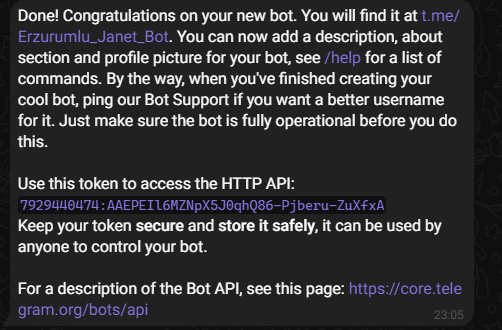 Done! Congratulations on your new bot. You will find it at t.me/
Erzurumlu_Janet_Bot. You can now add a description, about
section and profile picture for your bot, see /help for a list of
commands. By the way, when you've finished creating your
cool bot, ping our Bot Support if you want a better username
for it. Just make sure the bot is fully operational before you do
this.
Use this token to access the HTTP API:
7929440474:AAEPEIl6MZNpX5J0qhQ86-Pjberu-ZuXfxA
Keep your token secure and store it safely, it can be used by
anyone to control your bot.
For a description of the Bot API, see this page: https://core.tele
gram.org/bots/api
23:05